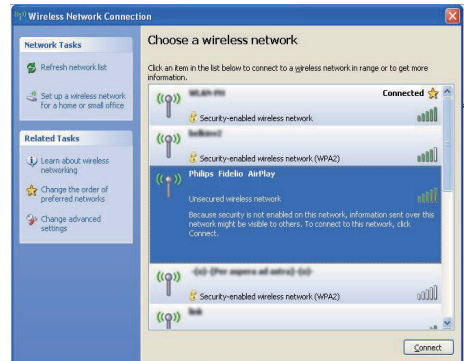 Wireless Network Connection
Network Tasks
Refresh network list
Set up a wireless network
for a home or small office
Related Tasks
Learn about wireless
networking
Change the order of
preferred networks
Change advanced
settings
Choose a wireless network
Click an item in the list below to connect to a wireless network in range or to get more
information.
Connected
Security-enabled wireless network
Security-enabled wireless network (WPA2)
Philips Fidelio AirPlay
Unsecured wireless network
Because security is not enabled on this network, information sent over this
network might be visible to others. To connect to this network, click
Connect.
Security-enabled wireless network (WPA2)
Connect